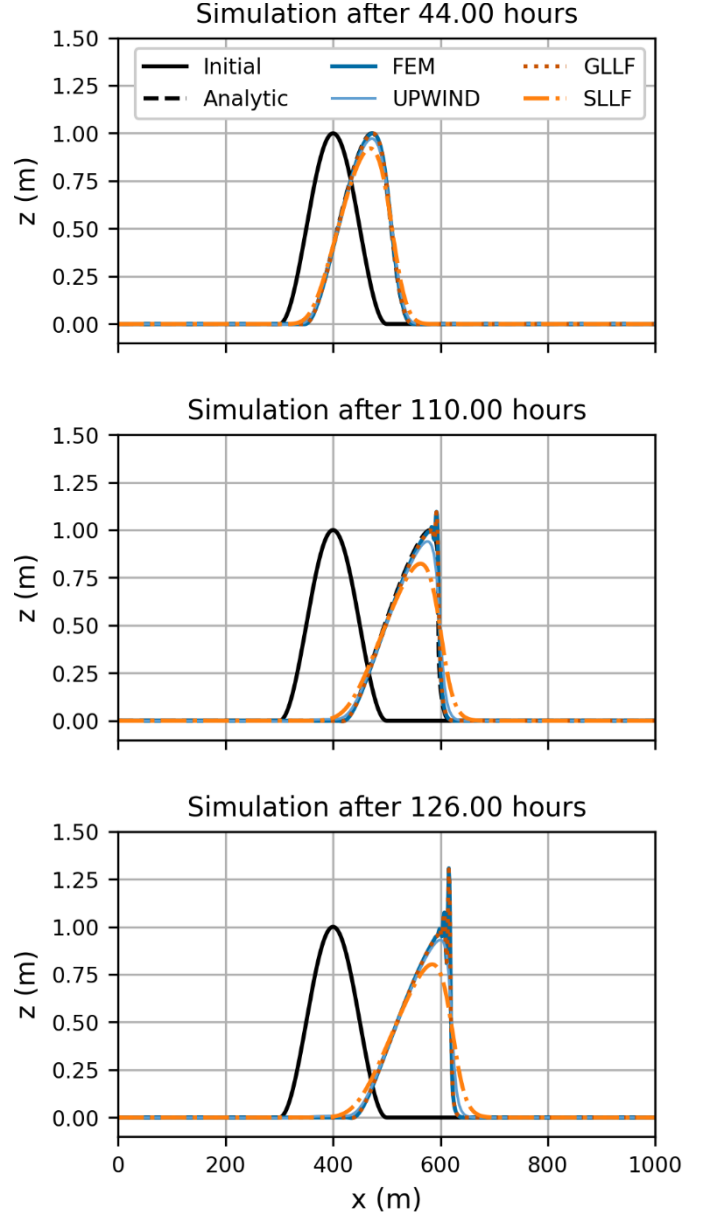 Simulation after 44.00 hours
1.50
1.25
1.00
0.75
0.50
0.25
0.00
z (m)
Initial FEM GLLF
Analytic UPWIND SLLF
Simulation after 110.00 hours
1.50
1.25
1.00
0.75
0.50
0.25
0.00
z (m)
Simulation after 126.00 hours
1.50
1.25
1.00
0.75
0.50
0.25
0.00
z (m)
0 200 400 600 800 1000
x (m)